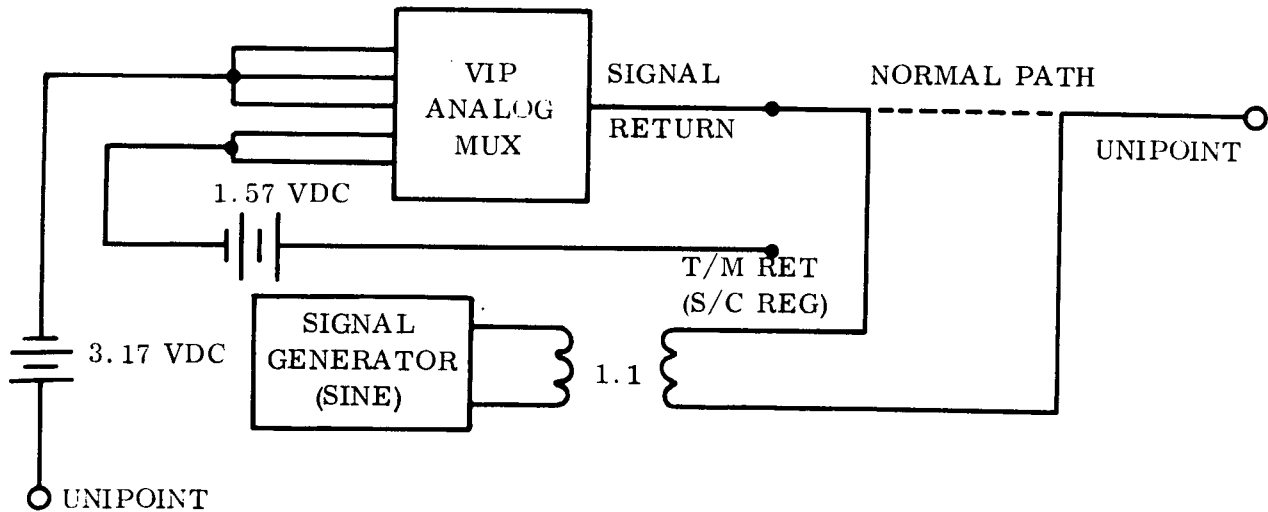 VIP
ANALOG
MUX
SIGNAL
RETURN
NORMAL PATH
UNIPOINT
1.57 VDC
T/M RET
(S/C REG)
SIGNAL
GENERATOR
(SINE)
1.1
3.17 VDC
UNIPOINT